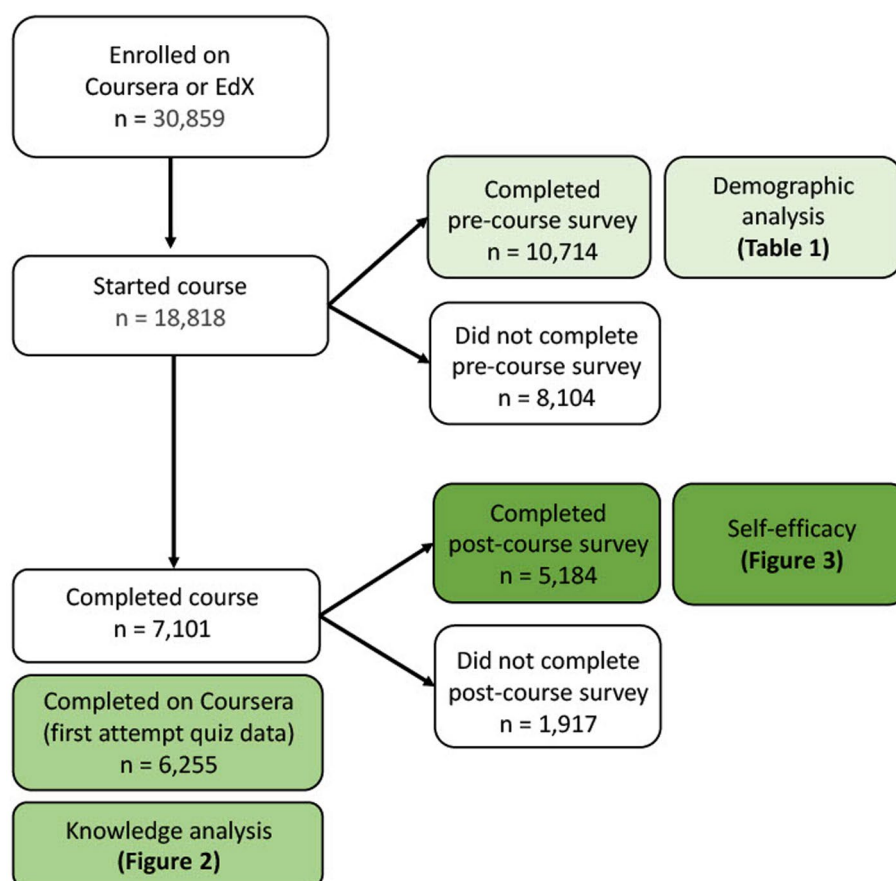 Enrolled on
Coursera or EdX
n = 30,859
Completed
pre-course survey
n = 10,714
Demographic
analysis
(Table 1)
Started course
n = 18,818
Did not complete
pre-course survey
n = 8,104
Completed
post-course survey
n = 5,184
Self-efficacy
(Figure 3)
Completed course
n = 7,101
Did not complete
post-course survey
n = 1,917
Completed on Coursera
(first attempt quiz data)
n = 6,255
Knowledge analysis
(Figure 2)